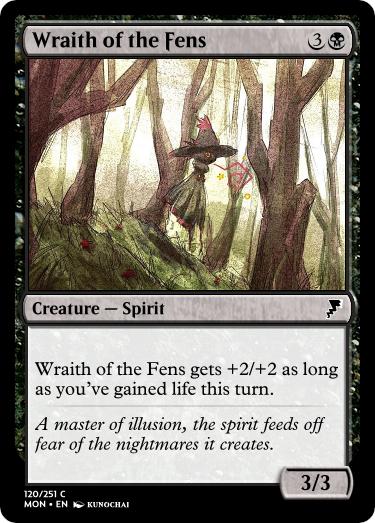 Wraith of the Fens 3
Creature — Spirit
Wraith of the Fens gets +2/+2 as long
as you've gained life this turn.
A master of illusion, the spirit feeds off
fear of the nightmares it creates.
3/3
120/251 C
MON • EN KUNOCHAI